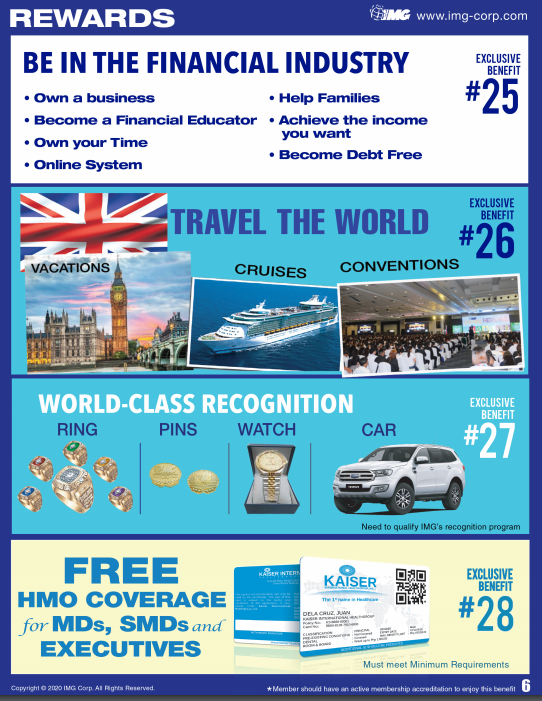 REWARDS
IMG www.img-corp.com
BE IN THE FINANCIAL INDUSTRY
EXCLUSIVE
BENEFIT
#25
• Own a business
• Become a Financial Educator
• Own your Time
• Online System
• Help Families
• Achieve the income
you want
• Become Debt Free
TRAVEL THE WORLD
EXCLUSIVE
BENEFIT
#26
VACATIONS
CRUISES
CONVENTIONS
WORLD-CLASS RECOGNITION
EXCLUSIVE
BENEFIT
#27
RING
PINS
WATCH
CAR
Need to qualify IMG's recognition program
FREE
HMO COVERAGE
for MDs, SMDs and
EXECUTIVES
KAISER INTERN
KAISER
The 1st name in Healthcare
DELA CRUZ, JUAN
KAISER INTERNATIONAL HEALTHGROUP
EXCLUSIVE
BENEFIT
#28
Must meet Minimum Requirements
Copyright © 2020 IMG Corp. All Rights Reserved.
★Member should have an active membership accreditation to enjoy this benefit
6